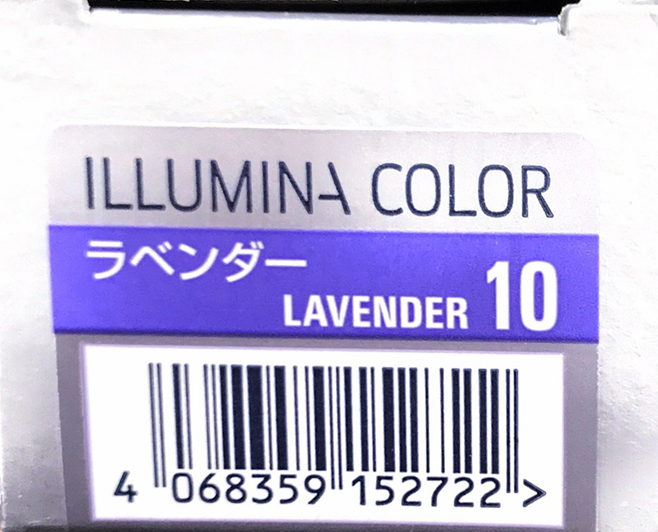 ILLUMINA COLOR
ラベンダー
LAVENDER 10
4 068359 152722 >